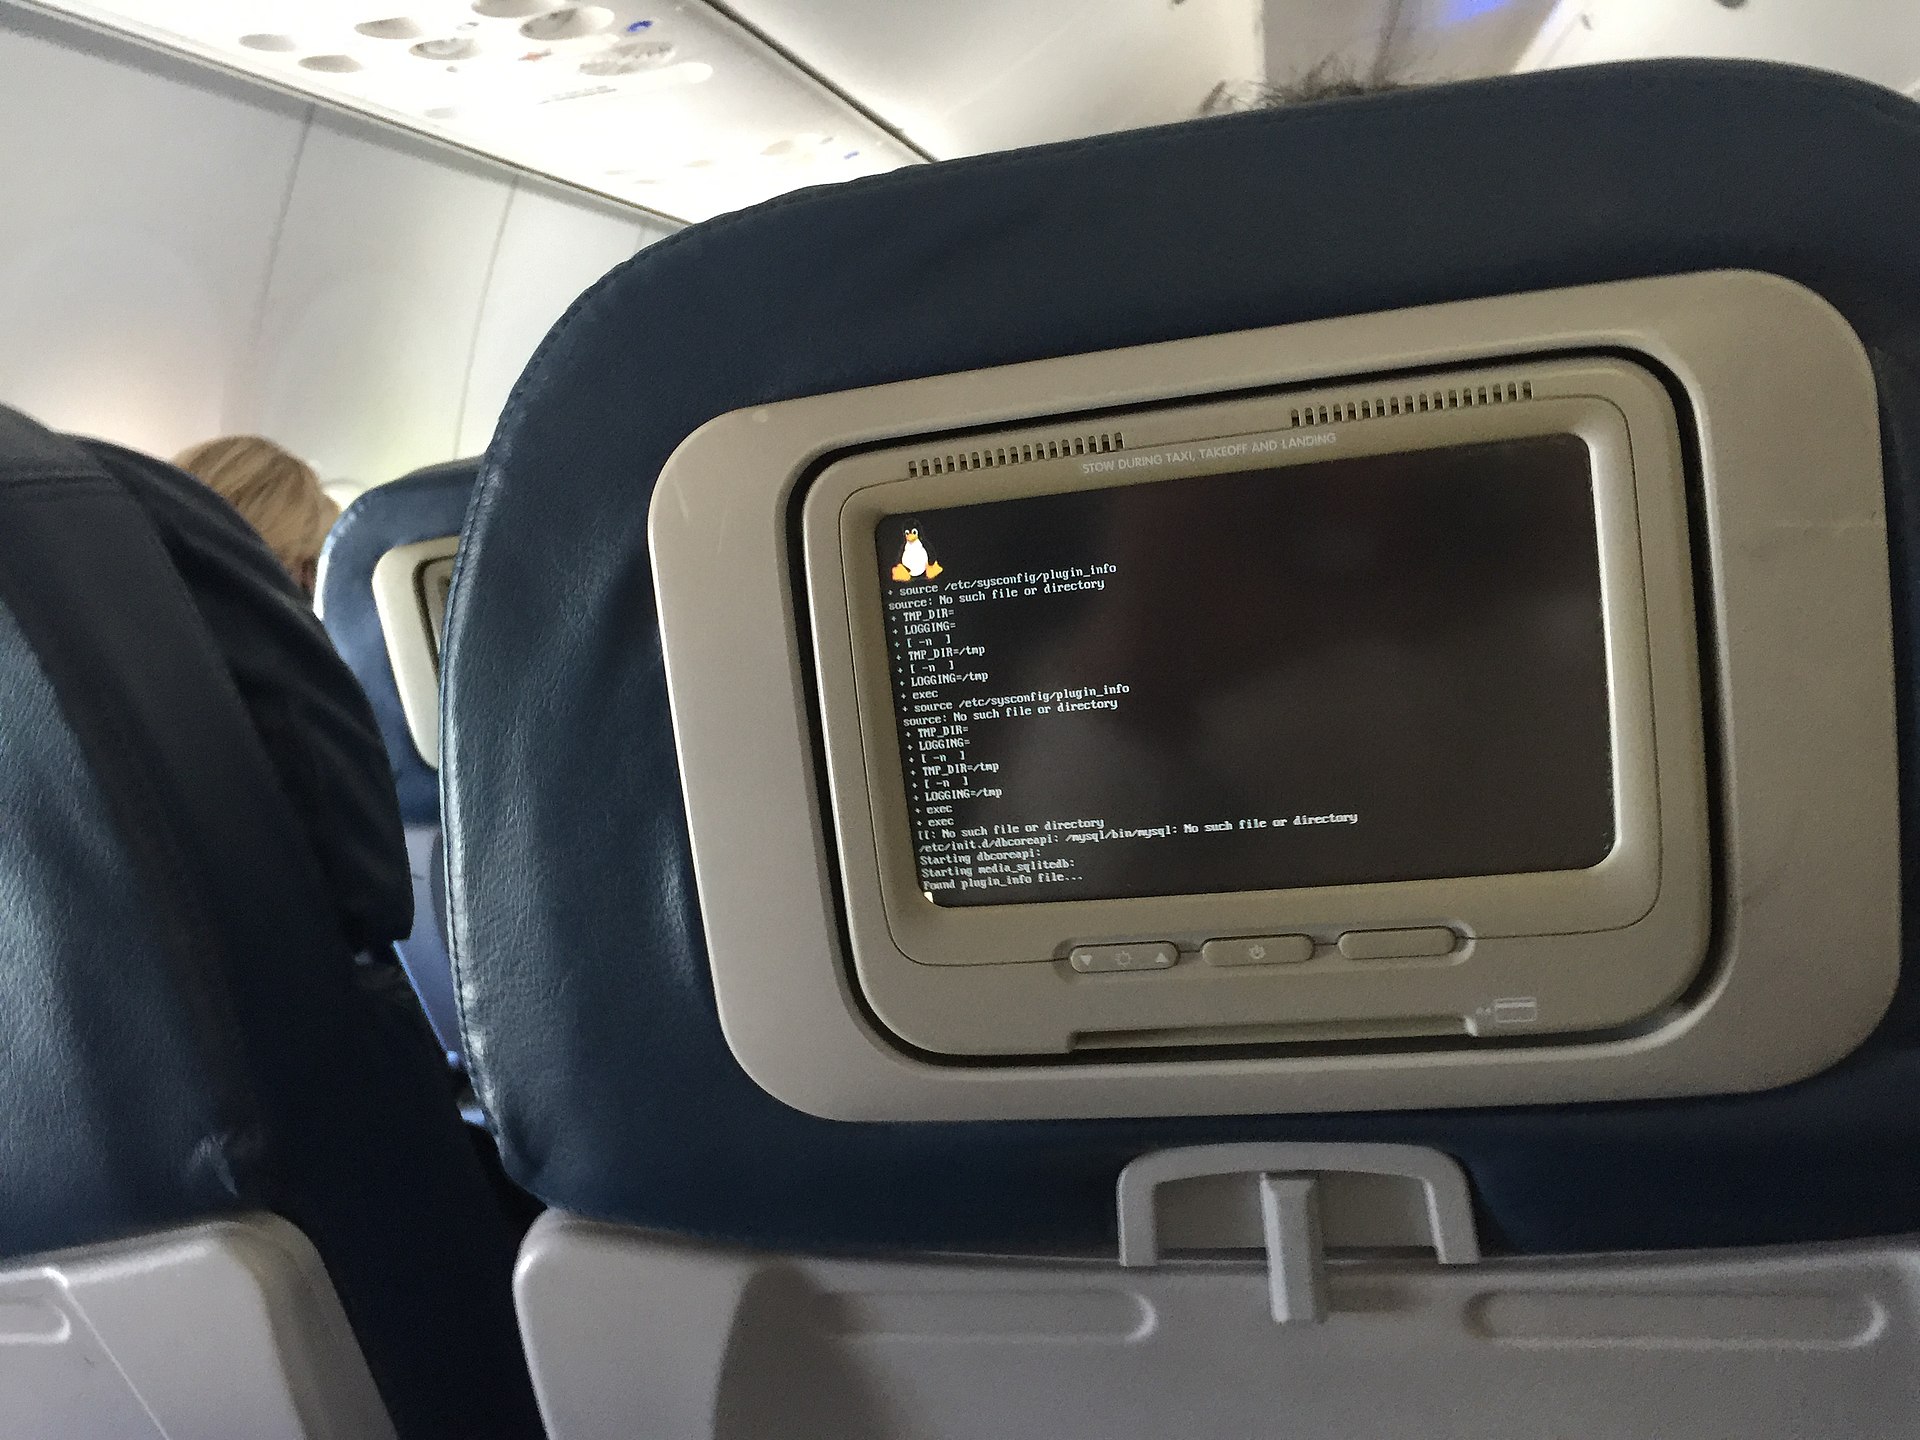 STOW DURING TAXI, TAKEOFF AND LANDING
+ source /etc/sysconfig/plugin_info
source: No such file or directory
+ TMP_DIR=
+ LOGGING=
+ [ -n  ]
+ TMP_DIR=/tmp
+ [ -n  ]
+ LOGGING=/tmp
+ exec
+ source /etc/sysconfig/plugin_info
source: No such file or directory
+ TMP_DIR=
+ LOGGING=
+ [ -n  ]
+ TMP_DIR=/tmp
+ [ -n  ]
+ LOGGING=/tmp
+ exec
+ exec
[[: No such file or directory
/etc/init.d/dbcoreapi: /mysql/bin/mysql: No such file or directory
Starting dbcoreapi:
Starting media_sqlitedb:
Found plugin_info file...